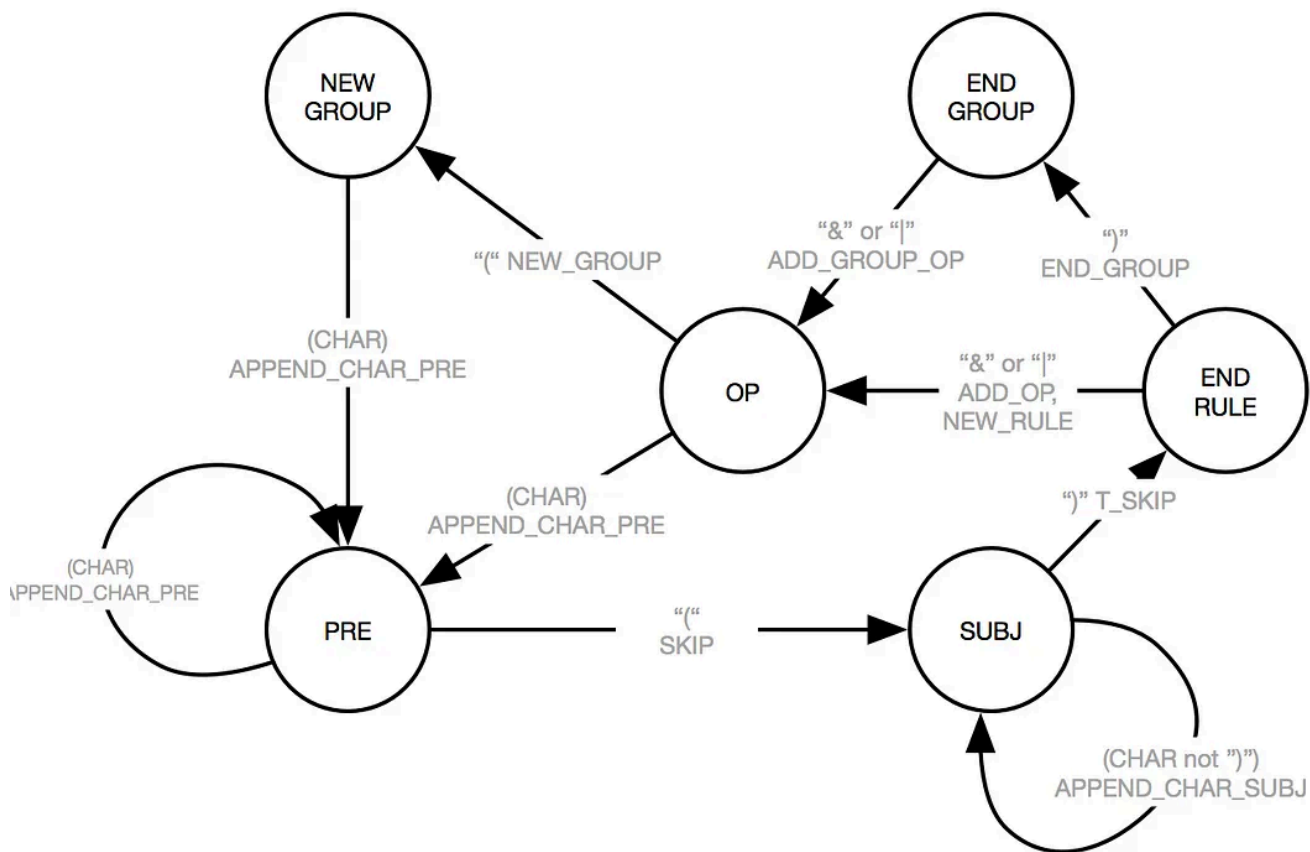 NEW
GROUP
END
GROUP
“&” or “|”
ADD_GROUP_OP
“)”
END_GROUP
“(“ NEW_GROUP
(CHAR)
APPEND_CHAR_PRE
OP
“&” or “|”
ADD_OP,
NEW_RULE
END
RULE
(CHAR)
APPEND_CHAR_PRE
“)” T_SKIP
(CHAR)
APPEND_CHAR_PRE
PRE
“(“
SKIP
SUBJ
(CHAR not ”)”)
APPEND_CHAR_SUBJ